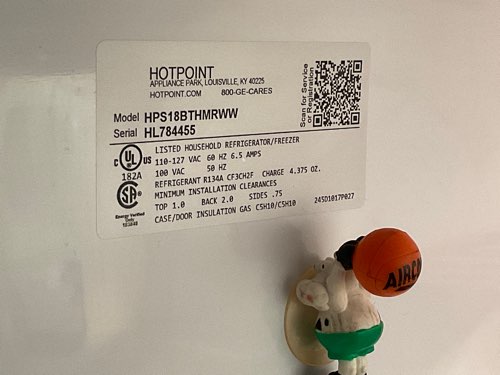 HOTPOINT
APPLIANCE PARK, LOUISVILLE, KY 40225
HOTPOINT.COM 800-GE-CARES
Scan for Service
or Registration
Model HPS18BTHMRWW
Serial HL784455
C UL US LISTED HOUSEHOLD REFRIGERATOR/FREEZER
110-127 VAC 60 HZ 6.5 AMPS
182A 100 VAC 50 HZ
REFRIGERANT R134A CF3CH2F CHARGE 4.375 OZ.
SA MINIMUM INSTALLATION CLEARANCES
TOP 1.0 BACK 2.0 SIDES .75
Energy Verified
CASE/DOOR INSULATION GAS C5H10/C5H10 245D1017P027